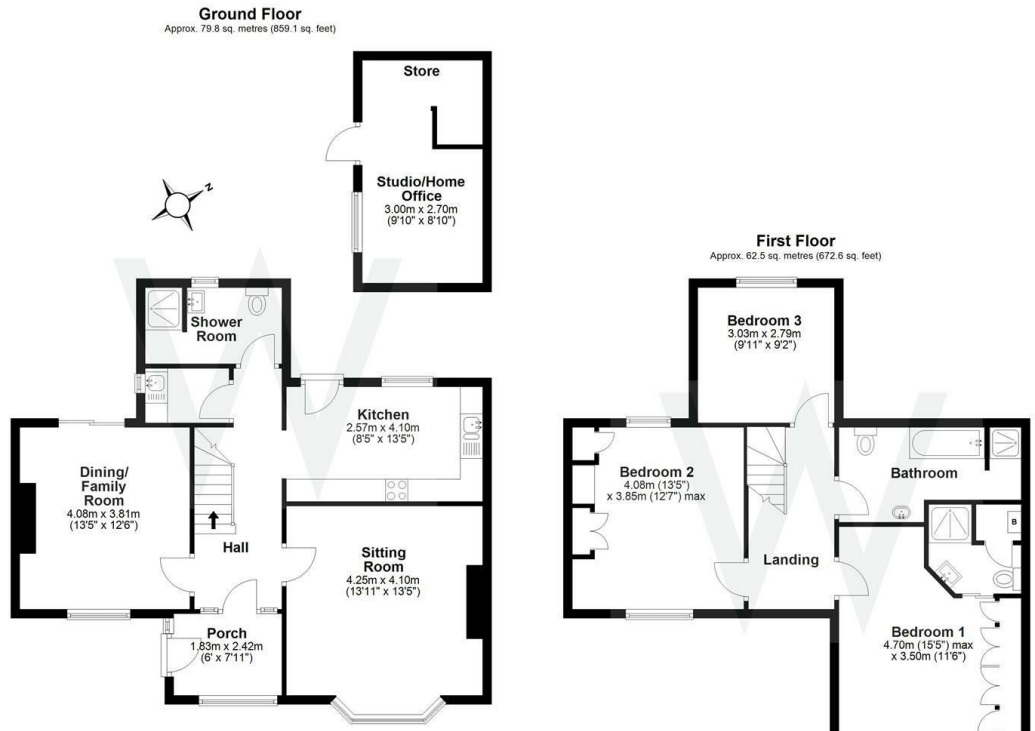 Ground Floor
Approx. 79.8 sq. metres (859.1 sq. feet)
Store
Studio/Home
Office
3.00m x 2.70m
(9'10" x 8'10")
Z
Shower
Room
Kitchen
2.57m x 4.10m
(8'5" x 13'5")
Dining/
Family
Room
4.08m x 3.81m
(13'5" x 12'6")
Hall
Sitting
Room
4.25m x 4.10m
(13'11" x 13'5")
Porch
1.83m x 2.42m
(6' x 7'11")
First Floor
Approx. 62.5 sq. metres (672.6 sq. feet)
Bedroom 3
3.03m x 2.79m
(9'11" x 9'2")
Bedroom 2
4.08m (13'5")
x 3.85m (12'7") max
Bathroom
B
Landing
Bedroom 1
4.70m (15'5") max
x 3.50m (11'6")
W
W